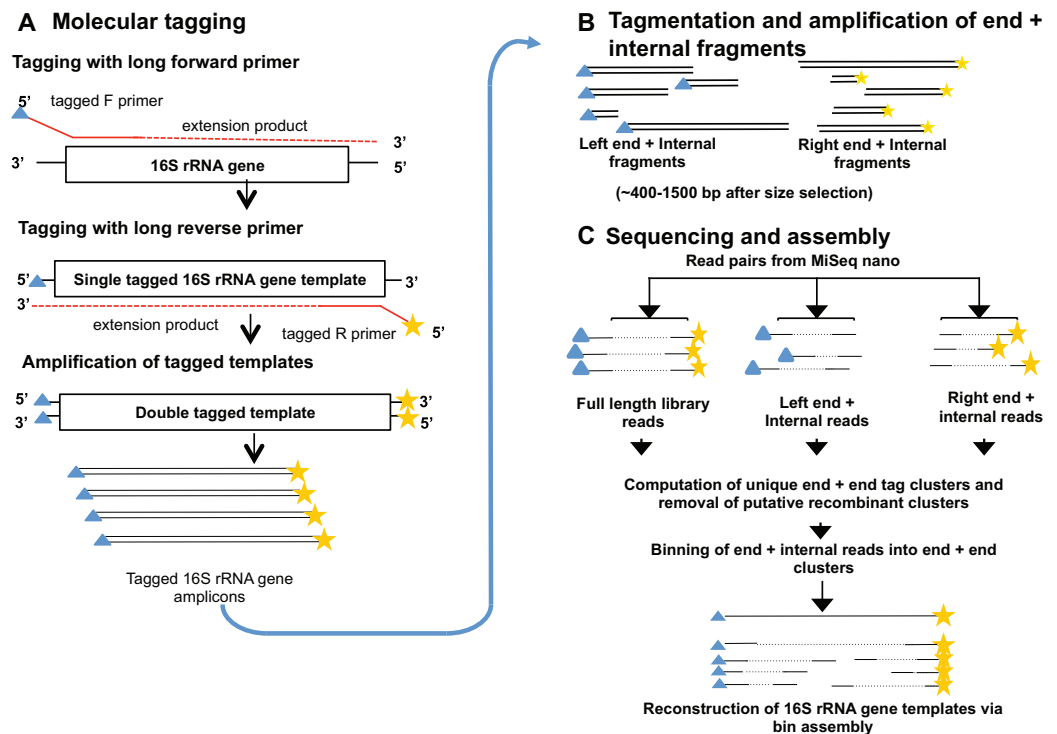 A Molecular tagging
Tagging with long forward primer
5’
tagged F primer
extension product
3’
3’
16S rRNA gene
5’
Tagging with long reverse primer
5’
Single tagged 16S rRNA gene template
3’
3’
extension product
tagged R primer
5’
Amplification of tagged templates
5’
3’
Double tagged template
3’
5’
Tagged 16S rRNA gene
amplicons
B Tagmentation and amplification of end +
internal fragments
Left end + Internal
fragments
Right end + Internal
fragments
(~400-1500 bp after size selection)
C Sequencing and assembly
Read pairs from MiSeq nano
Full length library
reads
Left end +
Internal reads
Right end +
internal reads
Computation of unique end + end tag clusters and
removal of putative recombinant clusters
Binning of end + internal reads into end + end
clusters
Reconstruction of 16S rRNA gene templates via
bin assembly